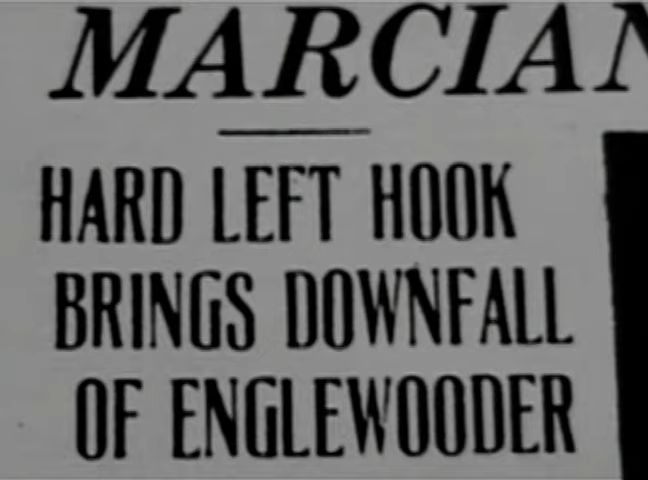 MARCIAN
HARD LEFT HOOK
BRINGS DOWNFALL
OF ENGLEWOODER